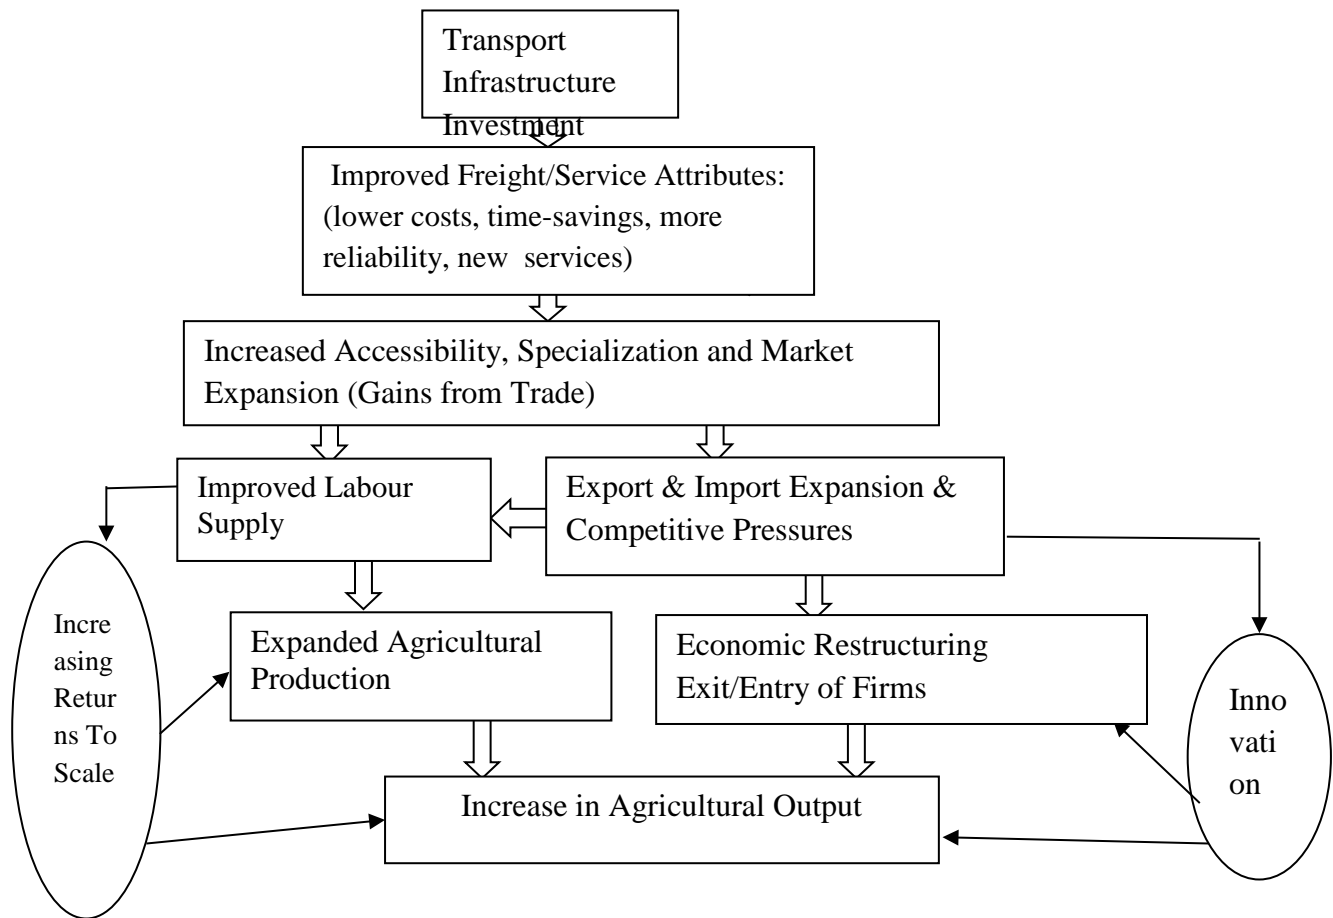 Transport
Infrastructure
Investment
Improved Freight/Service Attributes:
(lower costs, time-savings, more
reliability, new services)
Increased Accessibility, Specialization and Market
Expansion (Gains from Trade)
Improved Labour
Supply
Export & Import Expansion &
Competitive Pressures
Incre
asing
Retur
ns To
Scale
Expanded Agricultural
Production
Economic Restructuring
Exit/Entry of Firms
Inno
vati
on
Increase in Agricultural Output